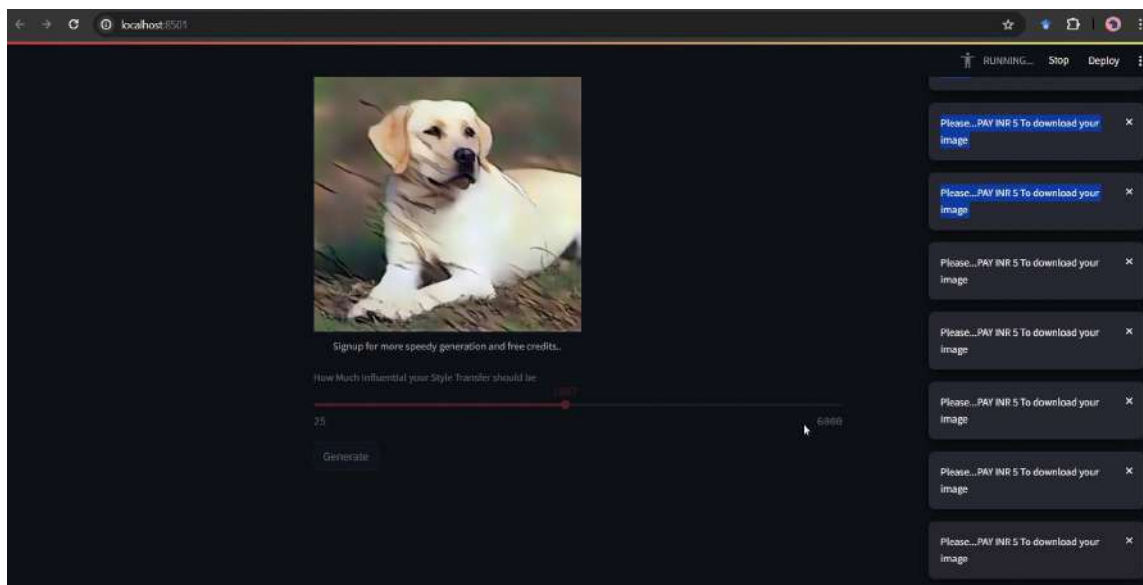 localhost:8501
RUNNING...
Stop
Deploy
Signup for more speedy generation and free credits..
How Much Influential your Style Transfer should be
25
6000
Generate
Please...PAY INR 5 To download your
image
Please...PAY INR 5 To download your
image
Please...PAY INR 5 To download your
image
Please...PAY INR 5 To download your
image
Please...PAY INR 5 To download your
image
Please...PAY INR 5 To download your
image
Please...PAY INR 5 To download your
image